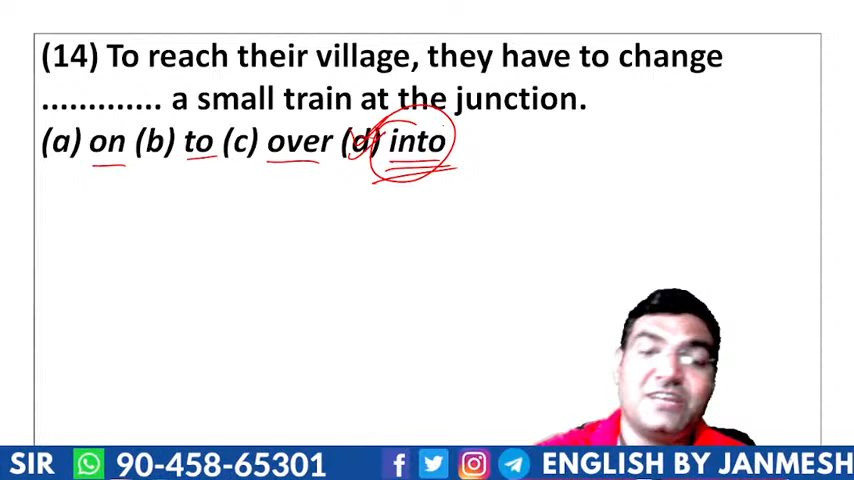 (14) To reach their village, they have to change
............. a small train at the junction.
(a) on (b) to (c) over (d) into
SIR 90-458-65301 ENGLISH BY JANMESH